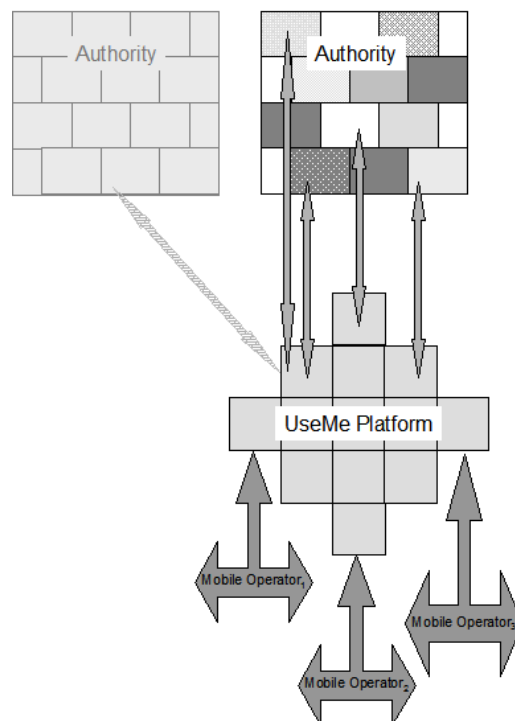 Authority
Authority
UseMe Platform
Mobile Operator1
Mobile Operator3
Mobile Operator2